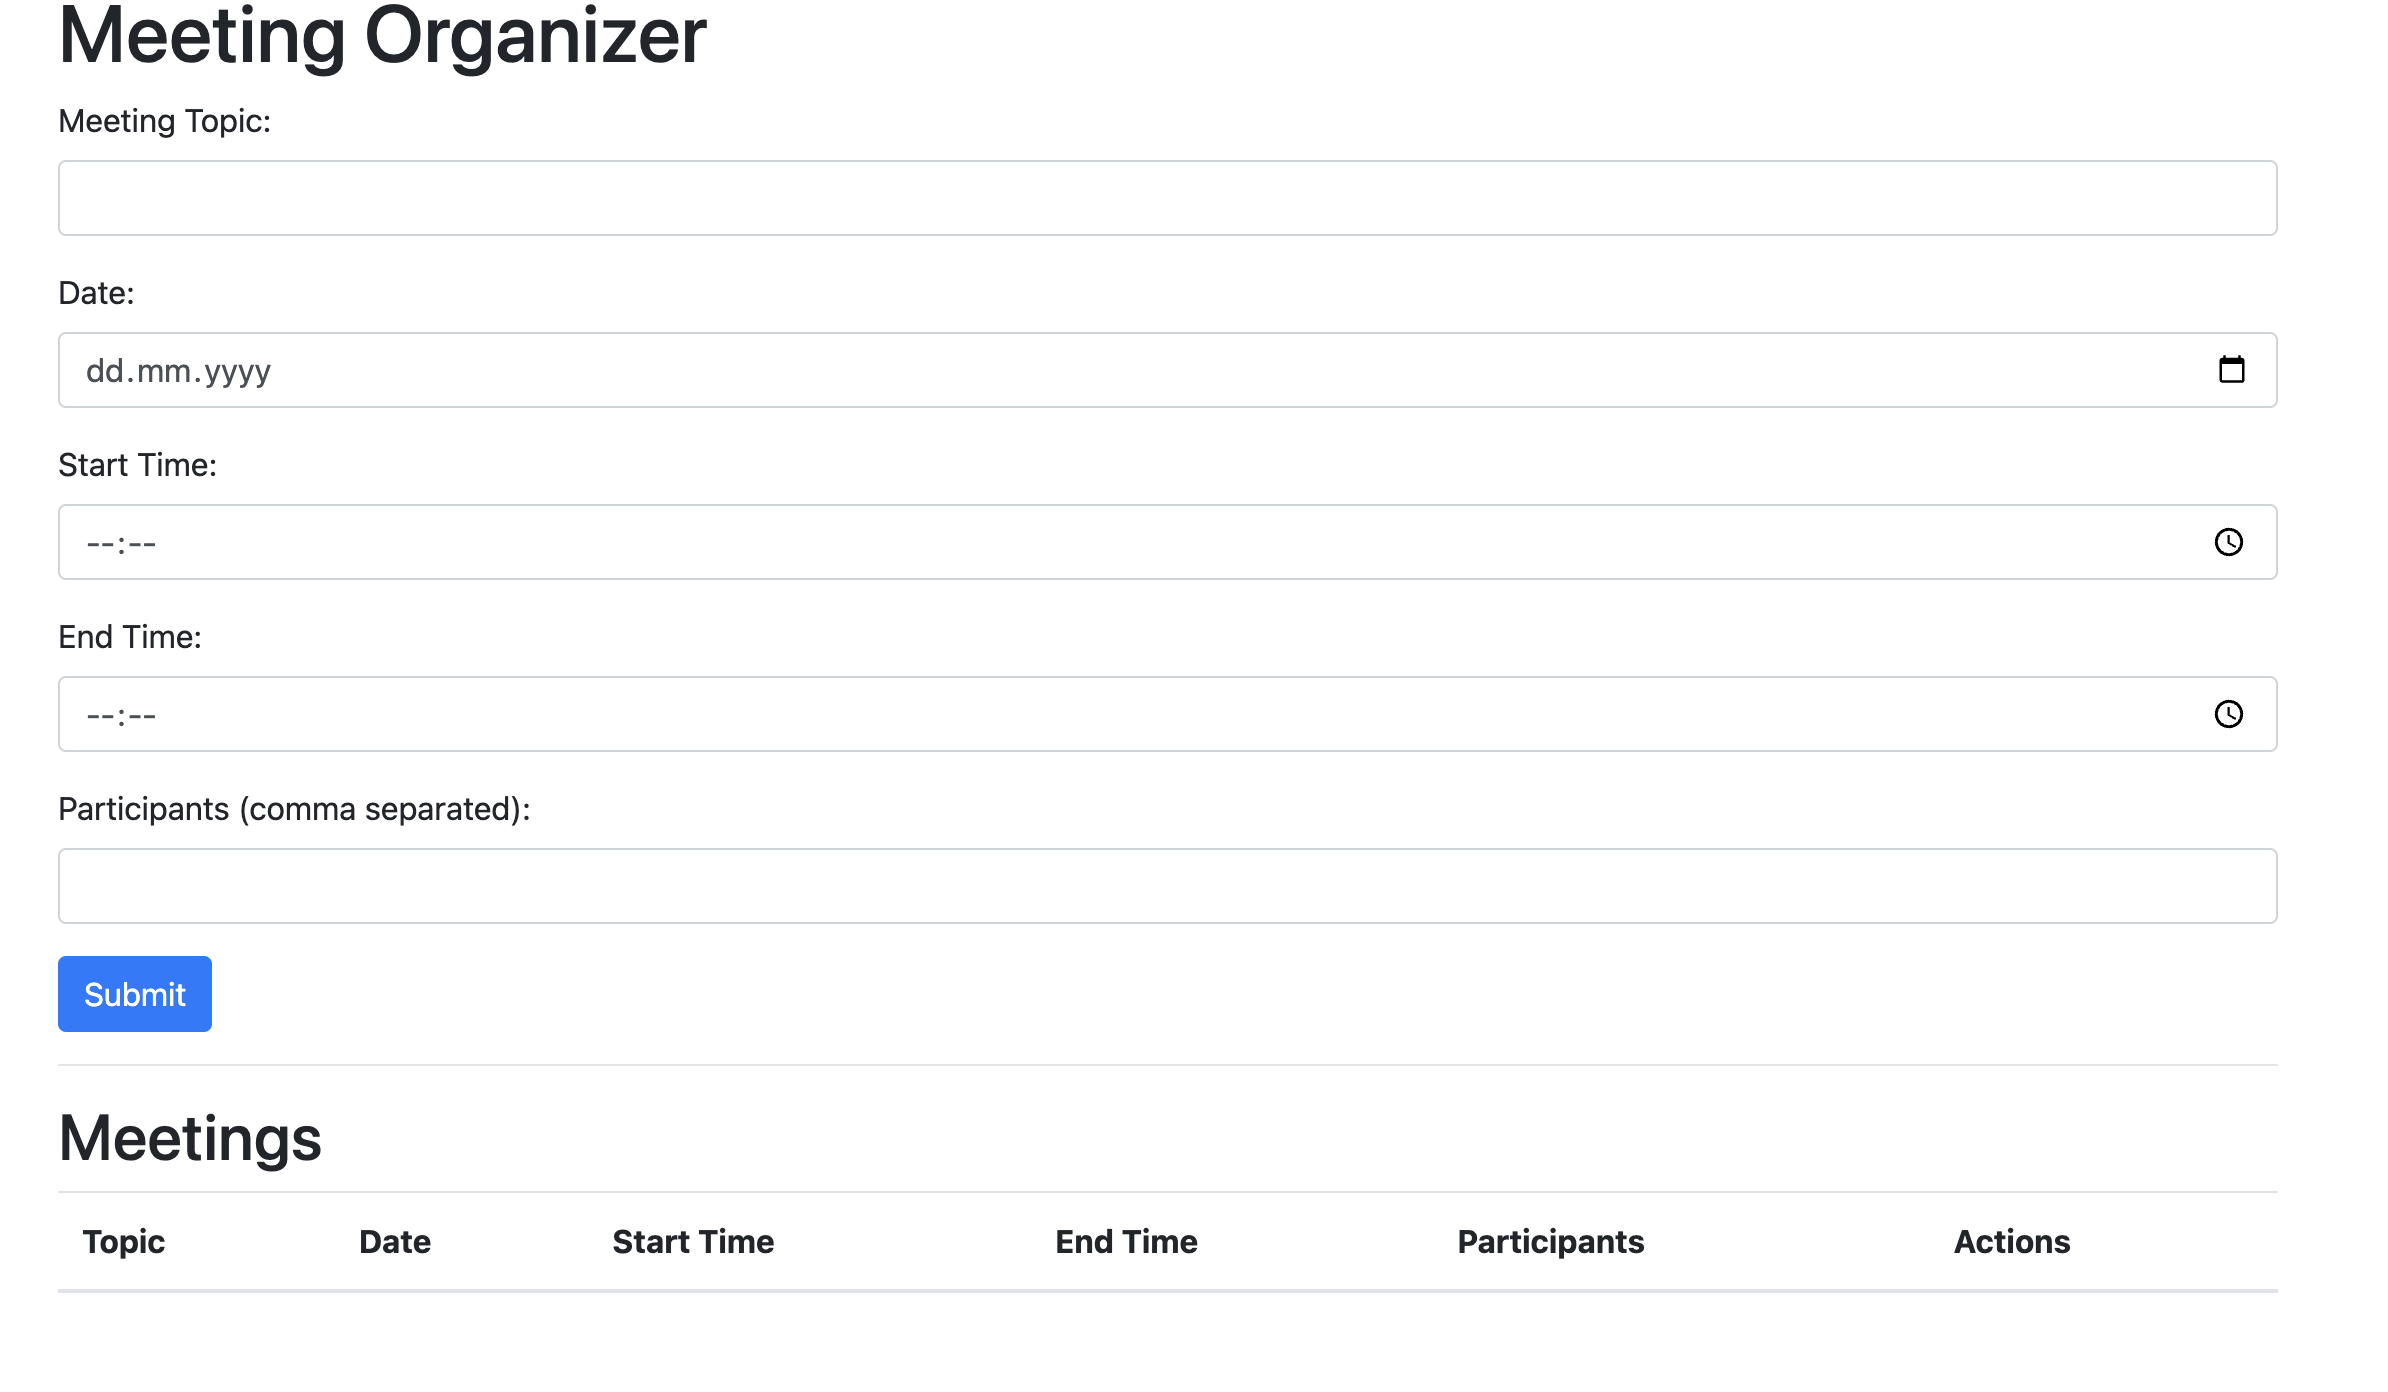 Meeting Organizer
Meeting Topic:
Date:
dd.mm.yyyy
Start Time:
--:--
End Time:
--:--
Participants (comma separated):
Submit
Meetings
Topic Date Start Time End Time Participants Actions